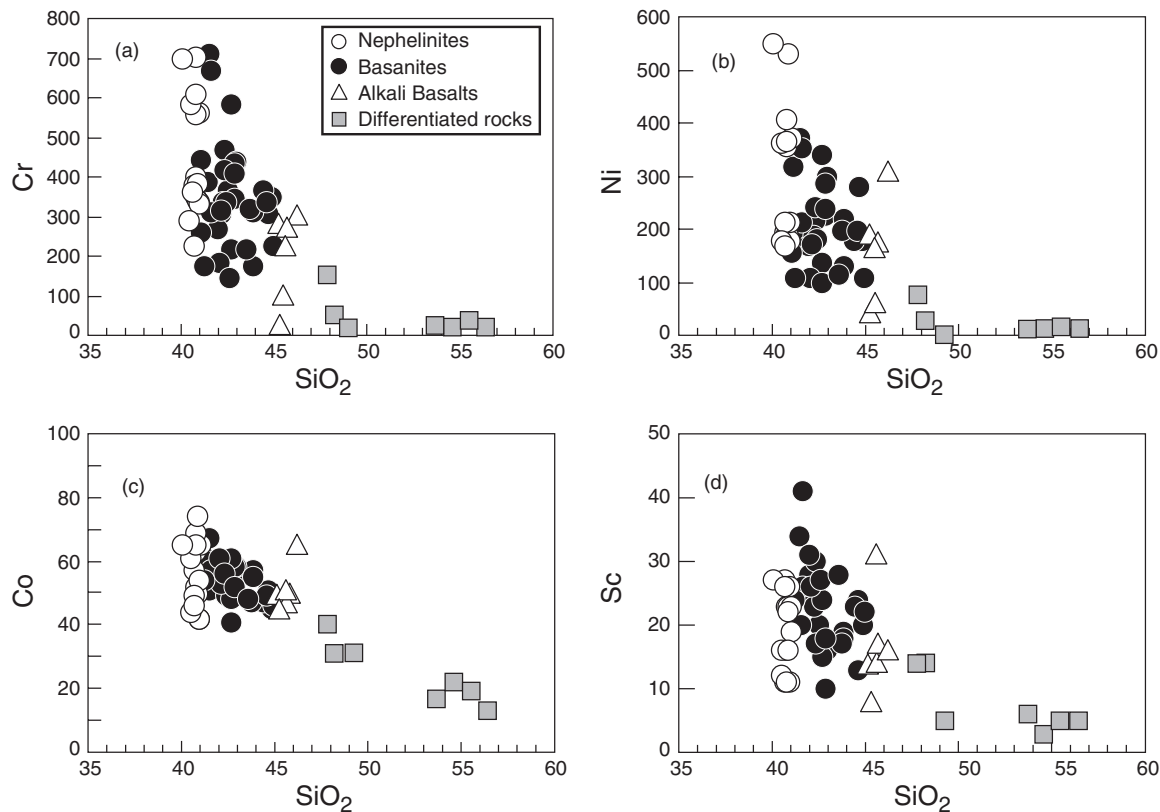 800
700
600
500
400
300
200
100
0
Cr
(a)
Nephelinites
Basanites
Alkali Basalts
Differentiated rocks
35 40 45 50 55 60
SiO₂
600
500
400
300
200
100
0
Ni
(b)
35 40 45 50 55 60
SiO₂
100
80
60
40
20
0
Co
(c)
35 40 45 50 55 60
SiO₂
50
40
30
20
10
0
Sc
(d)
35 40 45 50 55 60
SiO₂